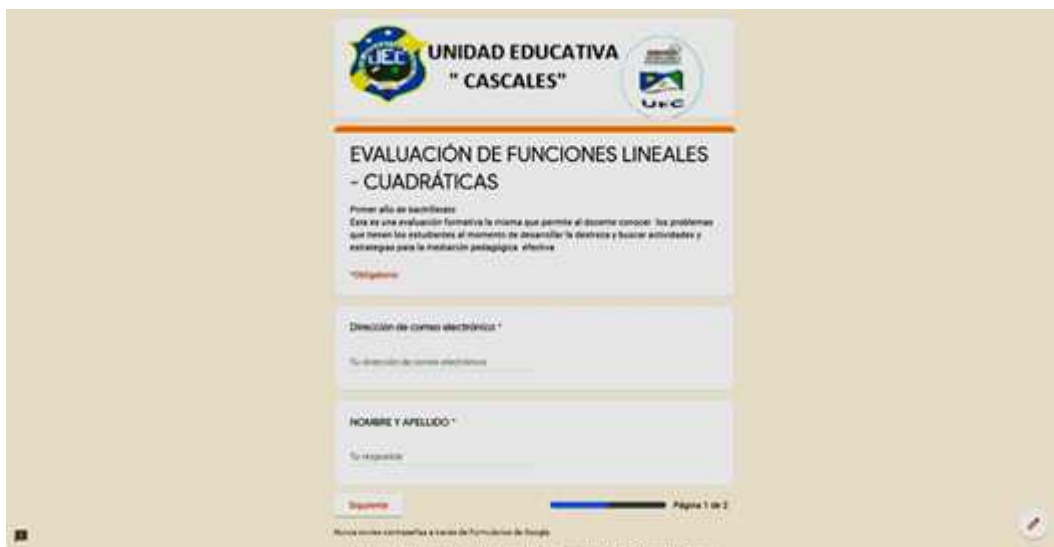 UEC
UNIDAD EDUCATIVA
" CASCALES"
UEC
EVALUACIÓN DE FUNCIONES LINEALES
- CUADRÁTICAS
Primer año de bachillerato
Esta es una evaluación formativa la misma que permite al docente conocer los problemas
que tienen los estudiantes al momento de desarrollar la destreza y buscar actividades y
estrategias para la mediación pedagógica efectiva
*Obligatorio
Dirección de correo electrónico *
Tu dirección de correo electrónico
NOMBRE Y APELLIDO *
Tu respuesta
Siguiente
Página 1 de 2
Nunca envíes contraseñas a través de Formularios de Google.